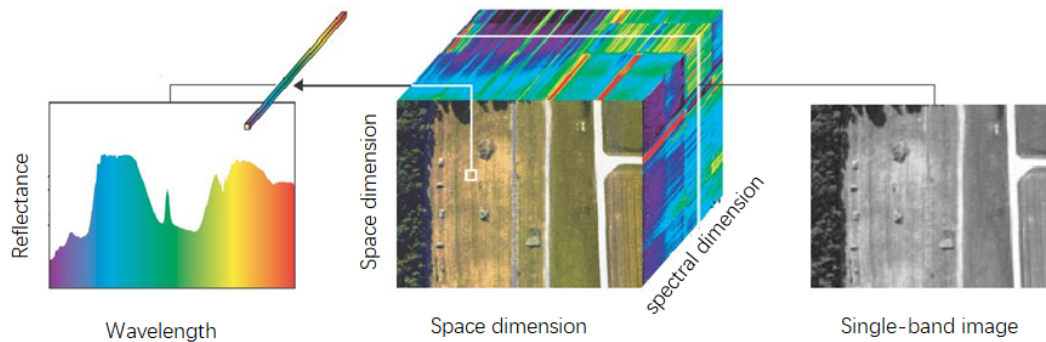 Reflectance
Wavelength
Space dimension
Space dimension
spectral dimension
Single-band image